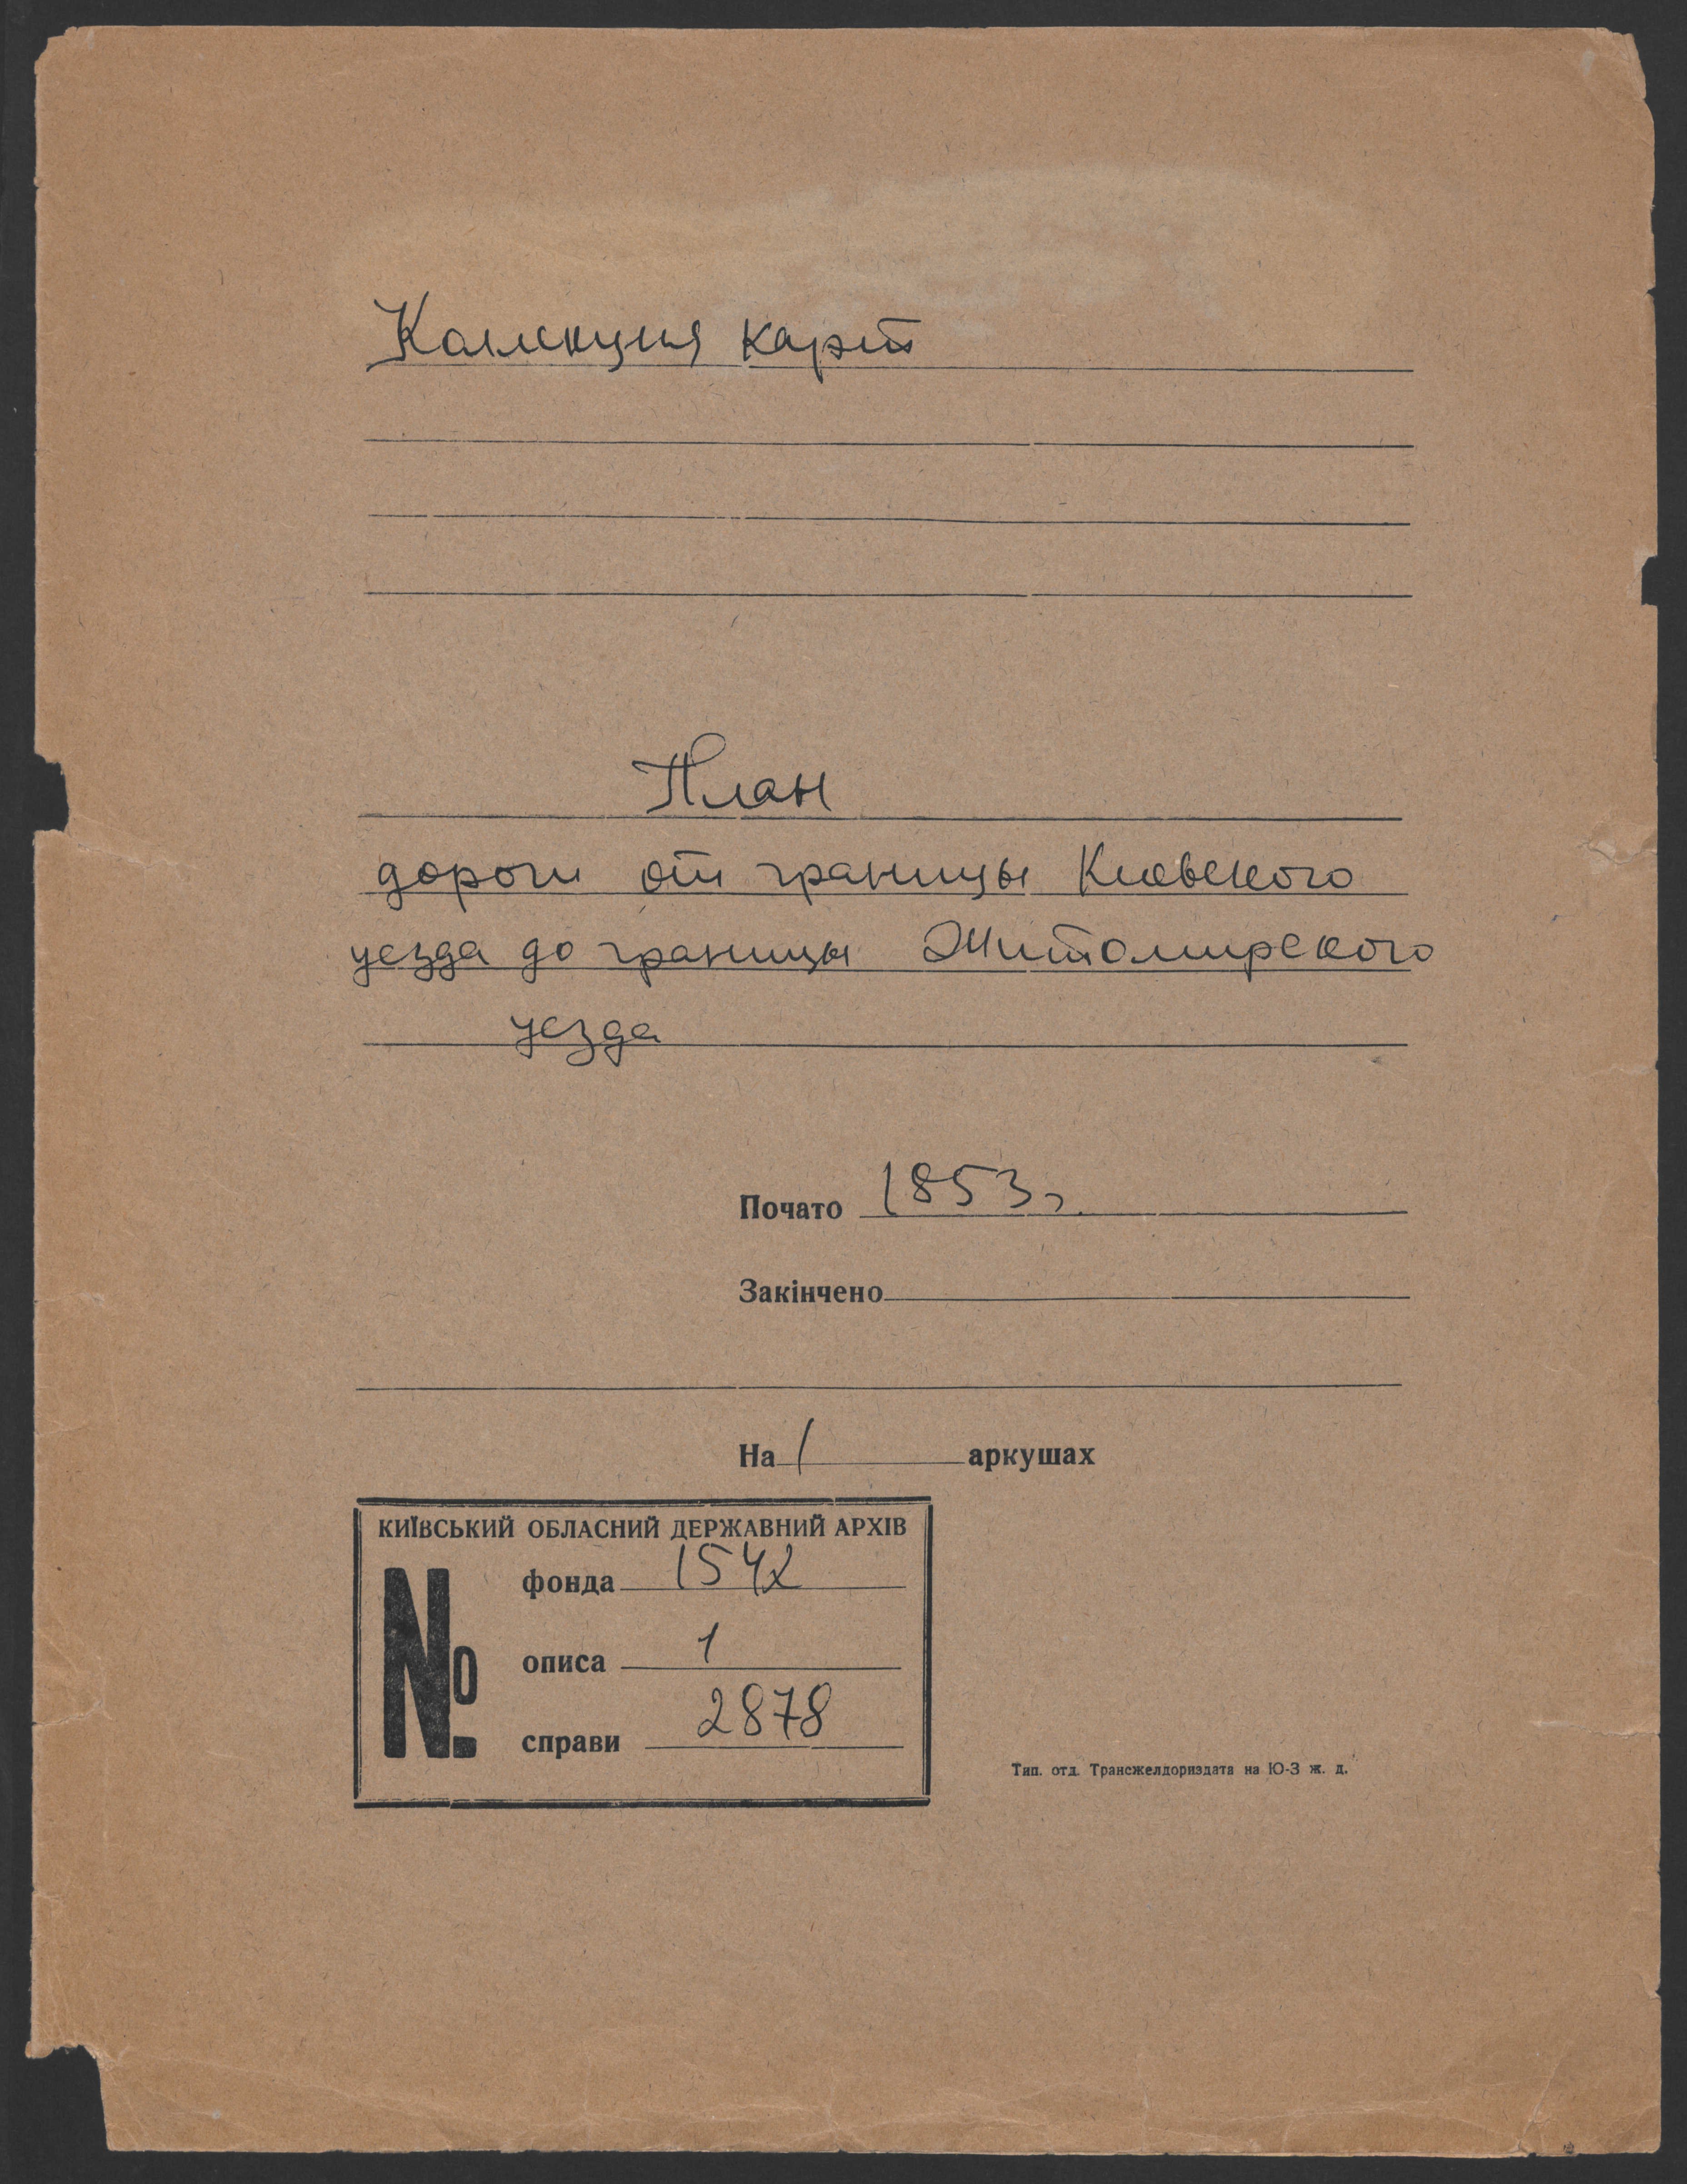 Коллекция карт
План
дороги от границы Киевского
уезда до границы Житомирского
уезда
Почато 1853 г.
Закінчено
На 1 аркушах
КИЇВСЬКИЙ ОБЛАСНИЙ ДЕРЖАВНИЙ АРХІВ
№
фонда 1542
описа 1
справи 2878
Тип. отд. Трансжелдориздата на Ю-З ж. д.